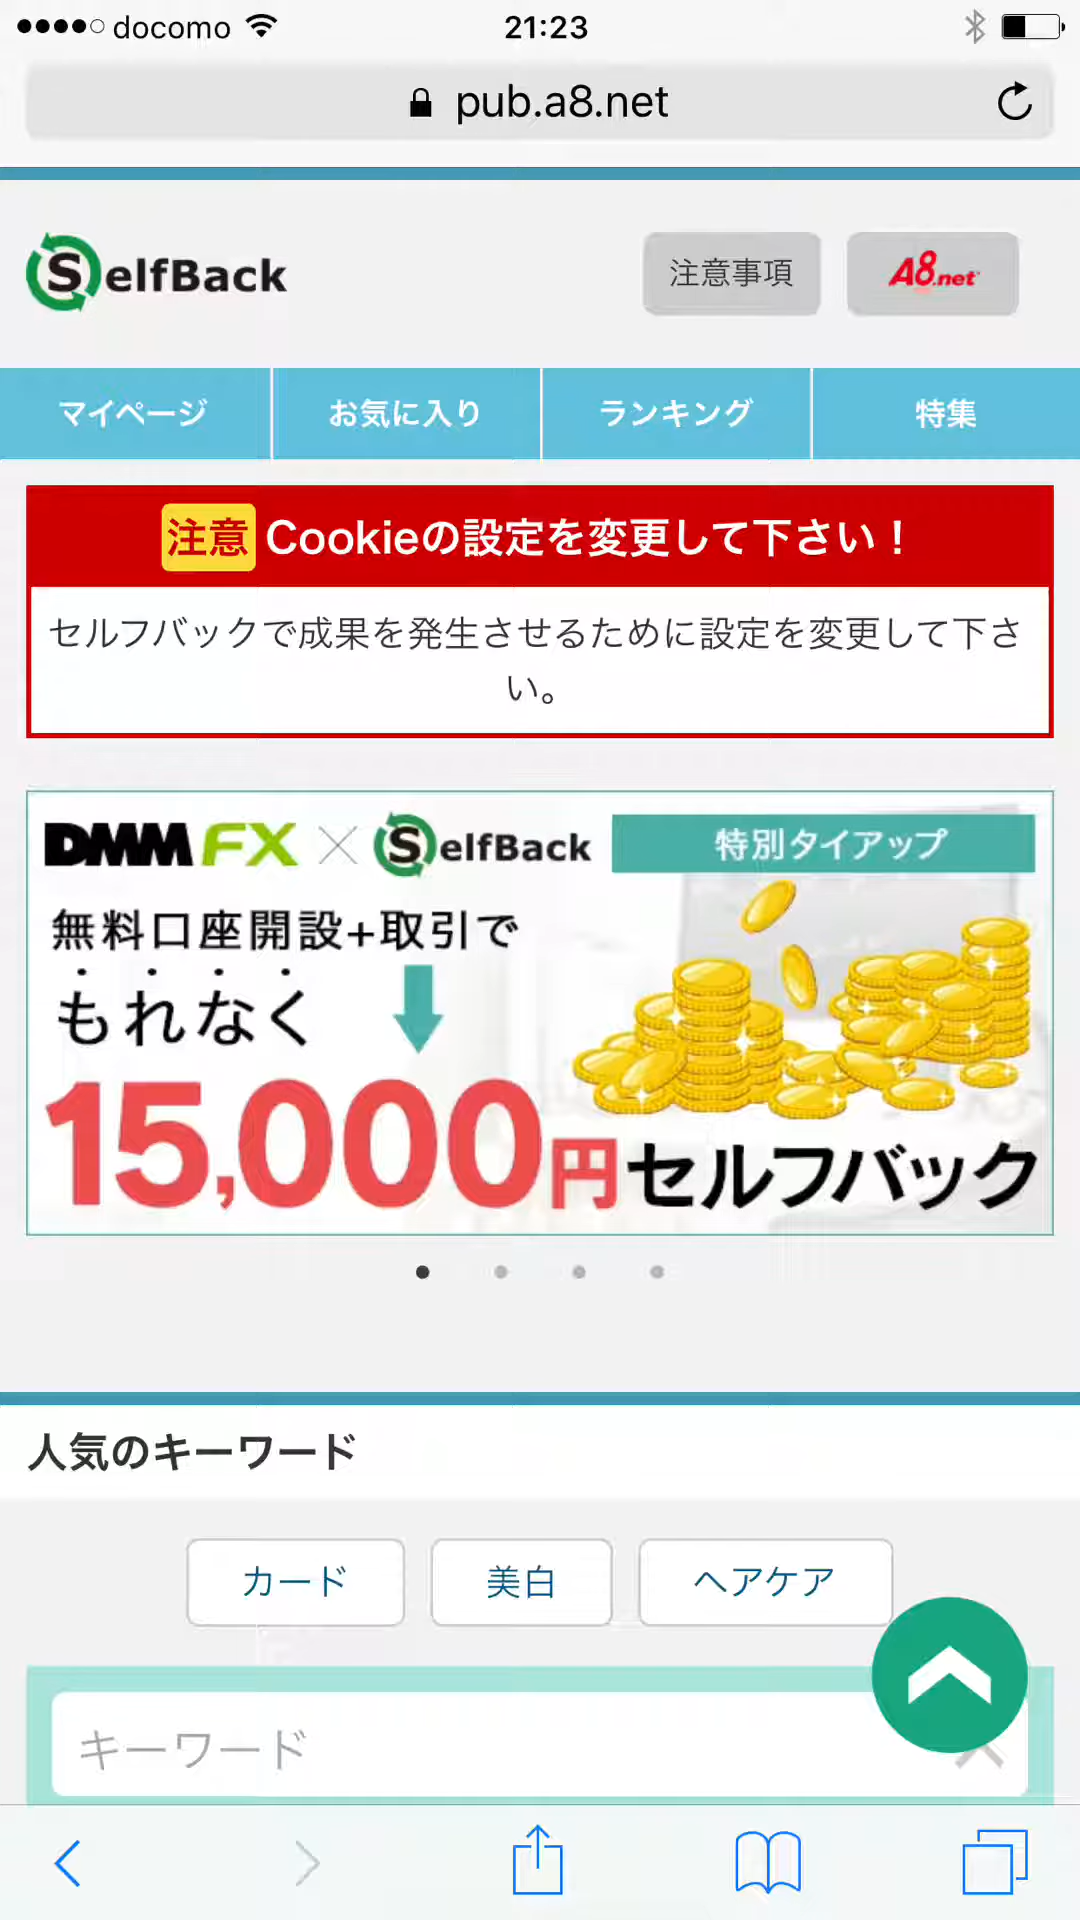 docomo 21:23
pub.a8.net
SelfBack 注意事項 A8.net
マイページ お気に入り ランキング 特集
注意 Cookieの設定を変更して下さい！
セルフバックで成果を発生させるために設定を変更して下さ
い。
DMM FX × SelfBack 特別タイアップ
無料口座開設+取引で
もれなく
15,000円セルフバック
人気のキーワード
カード 美白 ヘアケア
キーワード